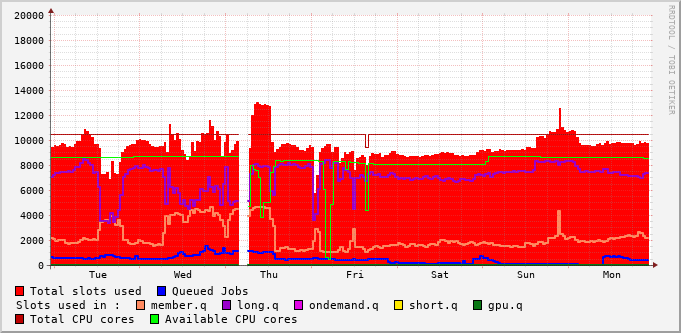 20000
18000
16000
14000
12000
10000
8000
6000
4000
2000
0
Tue Wed Thu Fri Sat Sun Mon
RRDTOOL / TOBI OETIKER
Total slots used Queued Jobs
Slots used in : member.q long.q ondemand.q short.q gpu.q
Total CPU cores Available CPU cores